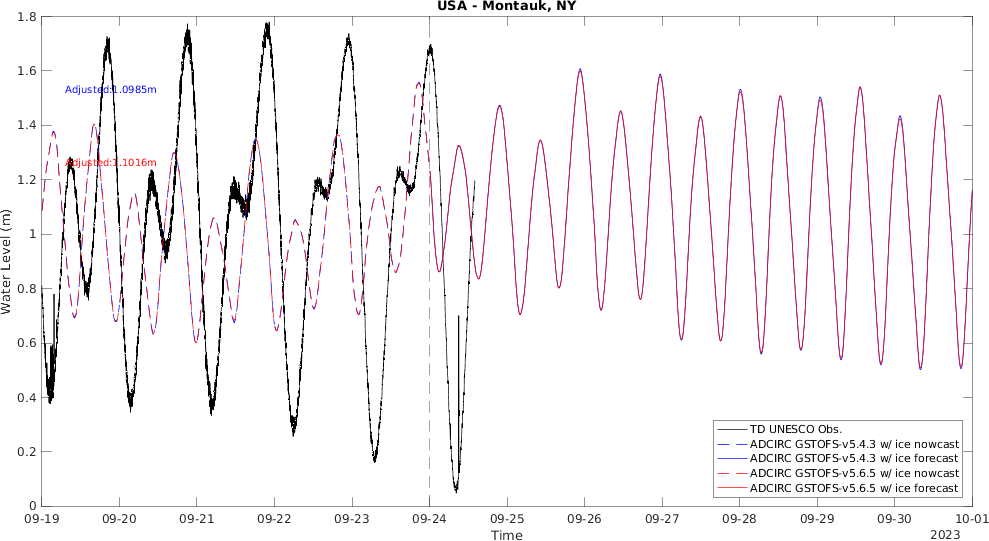 USA - Montauk, NY
1.8
1.6
1.4
1.2
1
0.8
0.6
0.4
0.2
0
Water Level (m)
Adjusted:1.0985m
Adjusted:1.1016m
TD UNESCO Obs.
ADCIRC GSTOFS-v5.4.3 w/ ice nowcast
ADCIRC GSTOFS-v5.4.3 w/ ice forecast
ADCIRC GSTOFS-v5.6.5 w/ ice nowcast
ADCIRC GSTOFS-v5.6.5 w/ ice forecast
09-19 09-20 09-21 09-22 09-23 09-24 09-25 09-26 09-27 09-28 09-29 09-30 10-01
Time
2023